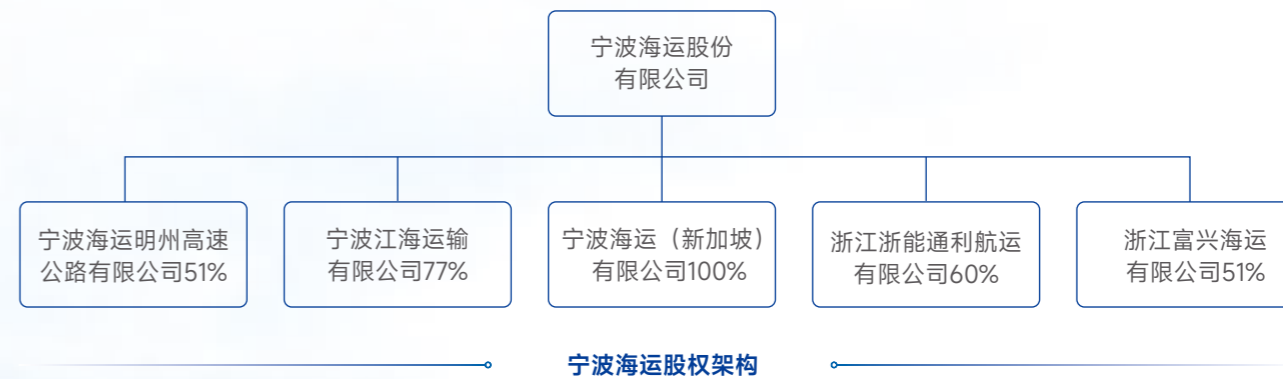 宁波海运股份
有限公司
宁波海运明州高速
公路有限公司51%
宁波江海运输
有限公司77%
宁波海运（新加坡）
有限公司100%
浙江浙能通利航运
有限公司60%
浙江富兴海运
有限公司51%
宁波海运股权架构